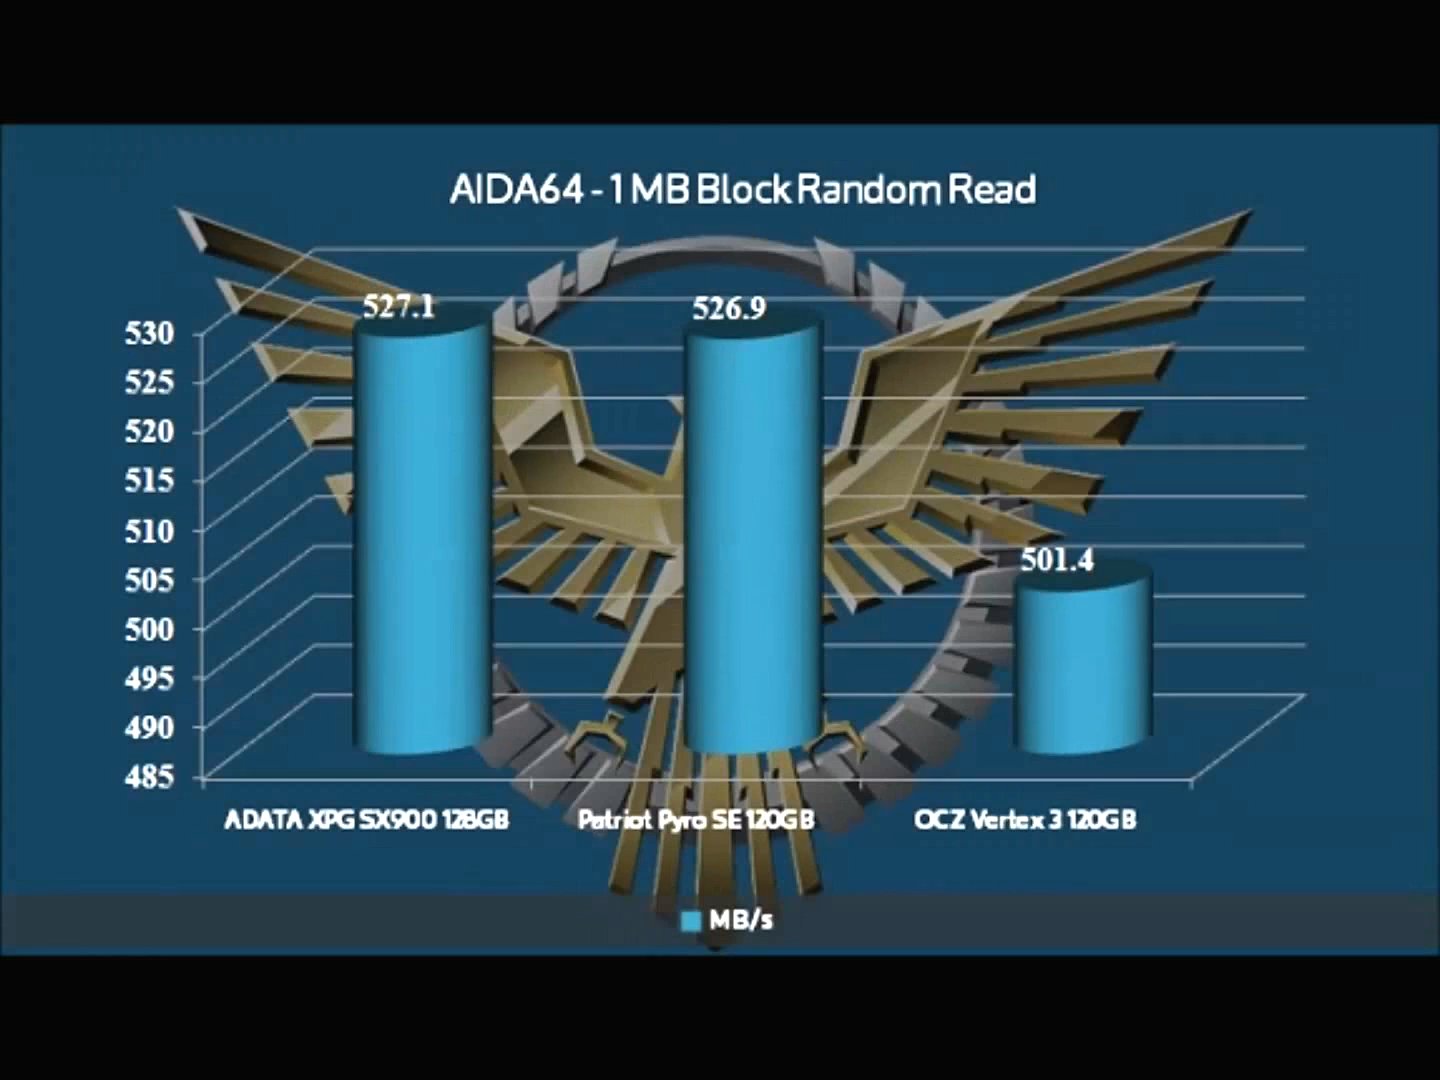 AIDA64 - 1 MB Block Random Read
527.1
526.9
501.4
530
525
520
515
510
505
500
495
490
485
ADATA XPG SX900 128GB
Patriot Pyro SE 120GB
OCZ Vertex 3 120GB
MB/s